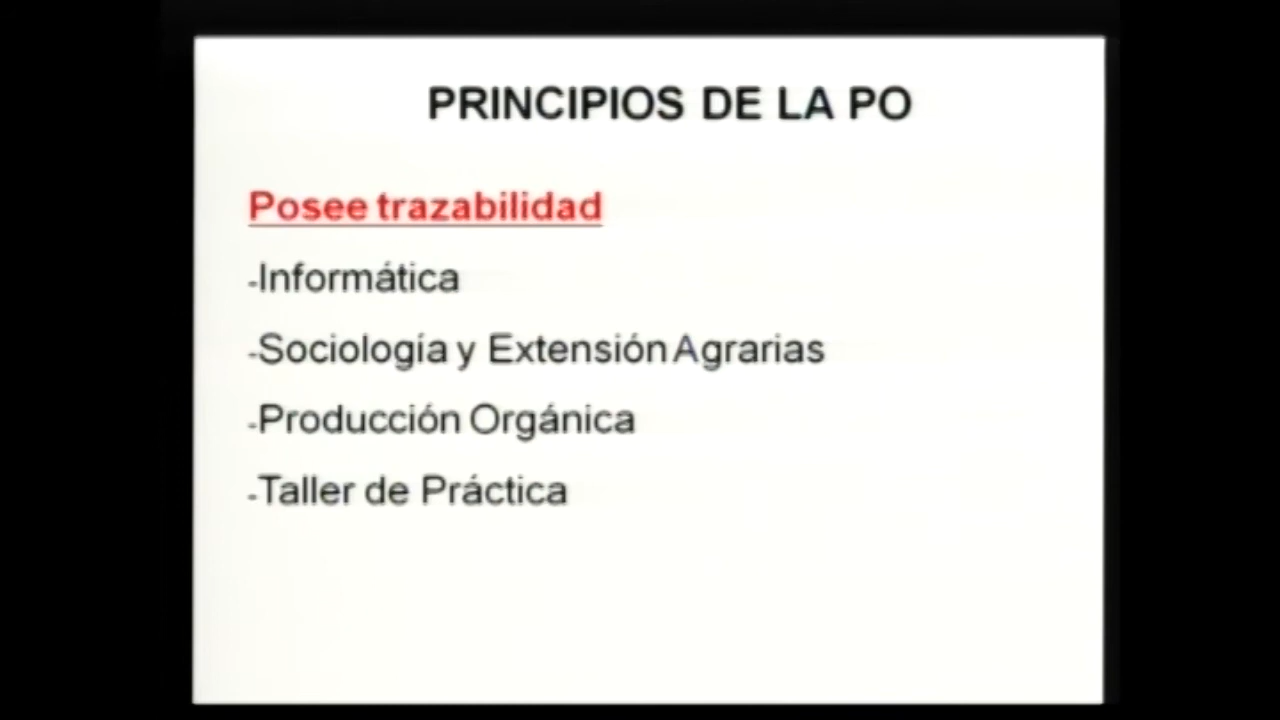 PRINCIPIOS DE LA PO
Posee trazabilidad
-Informática
-Sociología y Extensión Agrarias
-Producción Orgánica
-Taller de Práctica